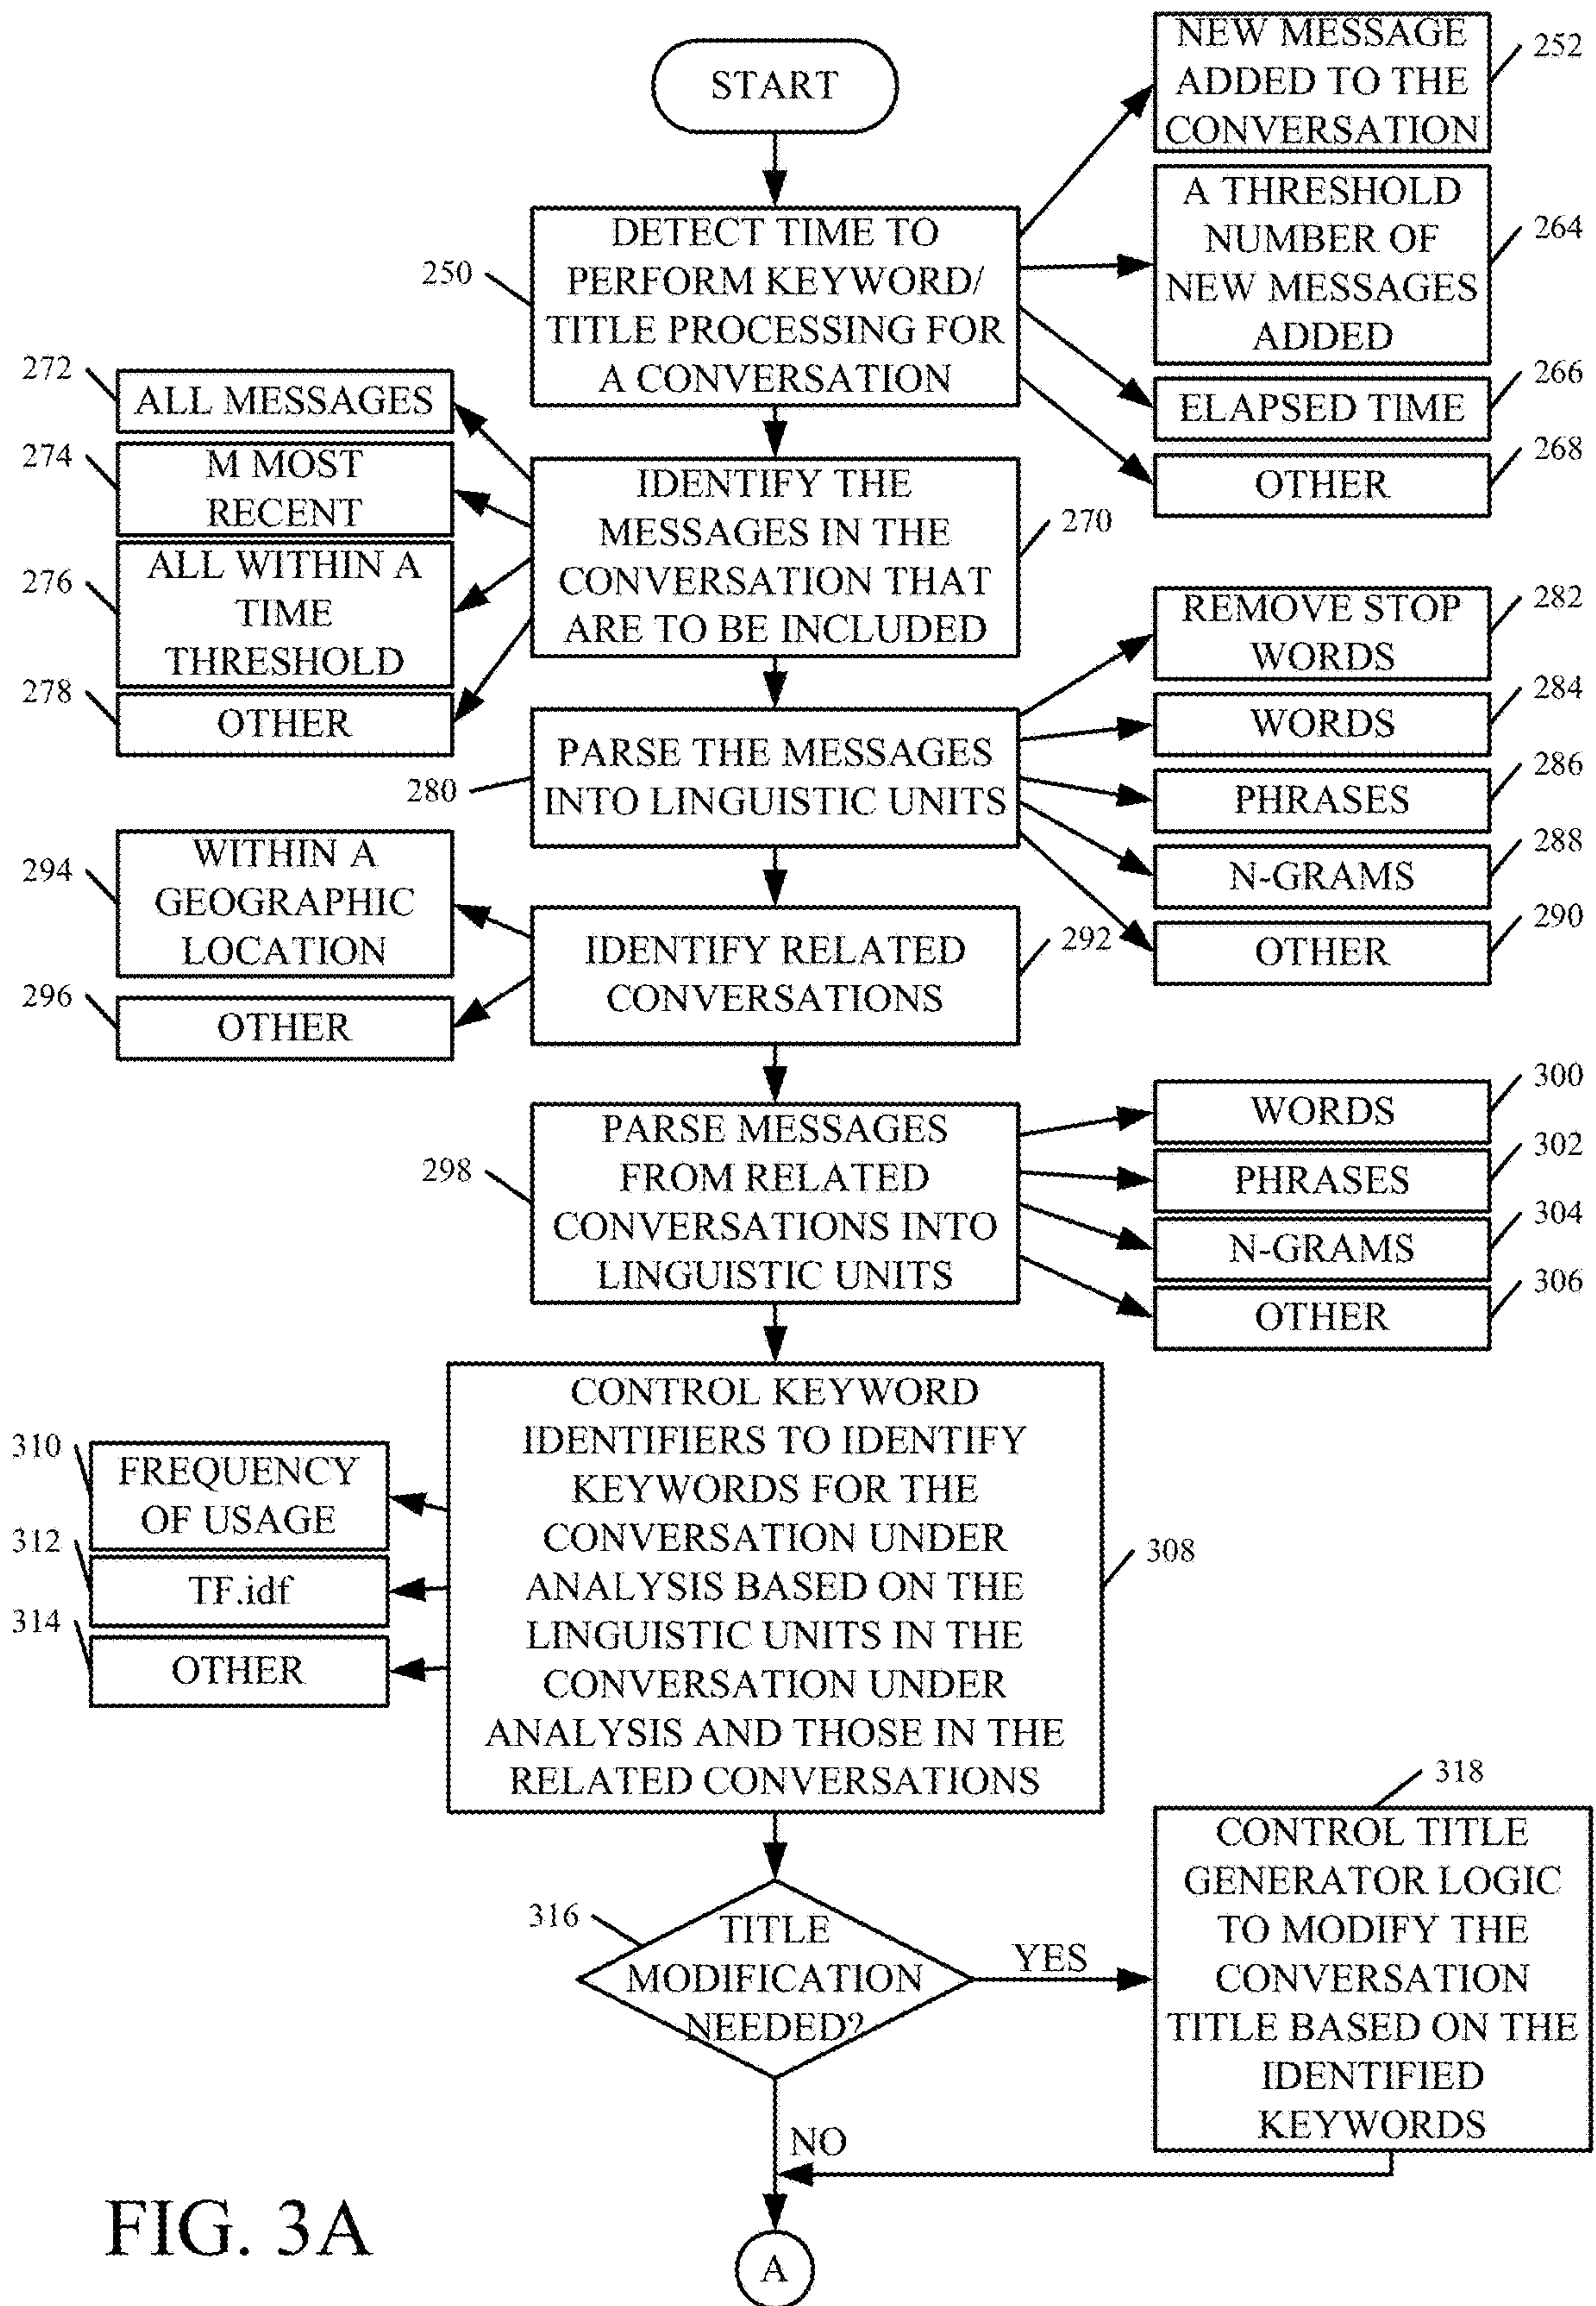 START
NEW MESSAGE
ADDED TO THE
CONVERSATION
252
DETECT TIME TO
PERFORM KEYWORD/
TITLE PROCESSING FOR
A CONVERSATION
250
A THRESHOLD
NUMBER OF
NEW MESSAGES
ADDED
264
ELAPSED TIME
266
OTHER
268
272
ALL MESSAGES
274
M MOST
RECENT
276
ALL WITHIN A
TIME
THRESHOLD
278
OTHER
IDENTIFY THE
MESSAGES IN THE
CONVERSATION THAT
ARE TO BE INCLUDED
270
280
PARSE THE MESSAGES
INTO LINGUISTIC UNITS
REMOVE STOP
WORDS
282
WORDS
284
PHRASES
286
N-GRAMS
288
OTHER
290
294
WITHIN A
GEOGRAPHIC
LOCATION
296
OTHER
IDENTIFY RELATED
CONVERSATIONS
292
298
PARSE MESSAGES
FROM RELATED
CONVERSATIONS INTO
LINGUISTIC UNITS
WORDS
300
PHRASES
302
N-GRAMS
304
OTHER
306
CONTROL KEYWORD
IDENTIFIERS TO IDENTIFY
KEYWORDS FOR THE
CONVERSATION UNDER
ANALYSIS BASED ON THE
LINGUISTIC UNITS IN THE
CONVERSATION UNDER
ANALYSIS AND THOSE IN THE
RELATED CONVERSATIONS
308
310
FREQUENCY
OF USAGE
312
TF.idf
314
OTHER
316
TITLE
MODIFICATION
NEEDED?
YES
318
CONTROL TITLE
GENERATOR LOGIC
TO MODIFY THE
CONVERSATION
TITLE BASED ON THE
IDENTIFIED
KEYWORDS
NO
A
FIG. 3A